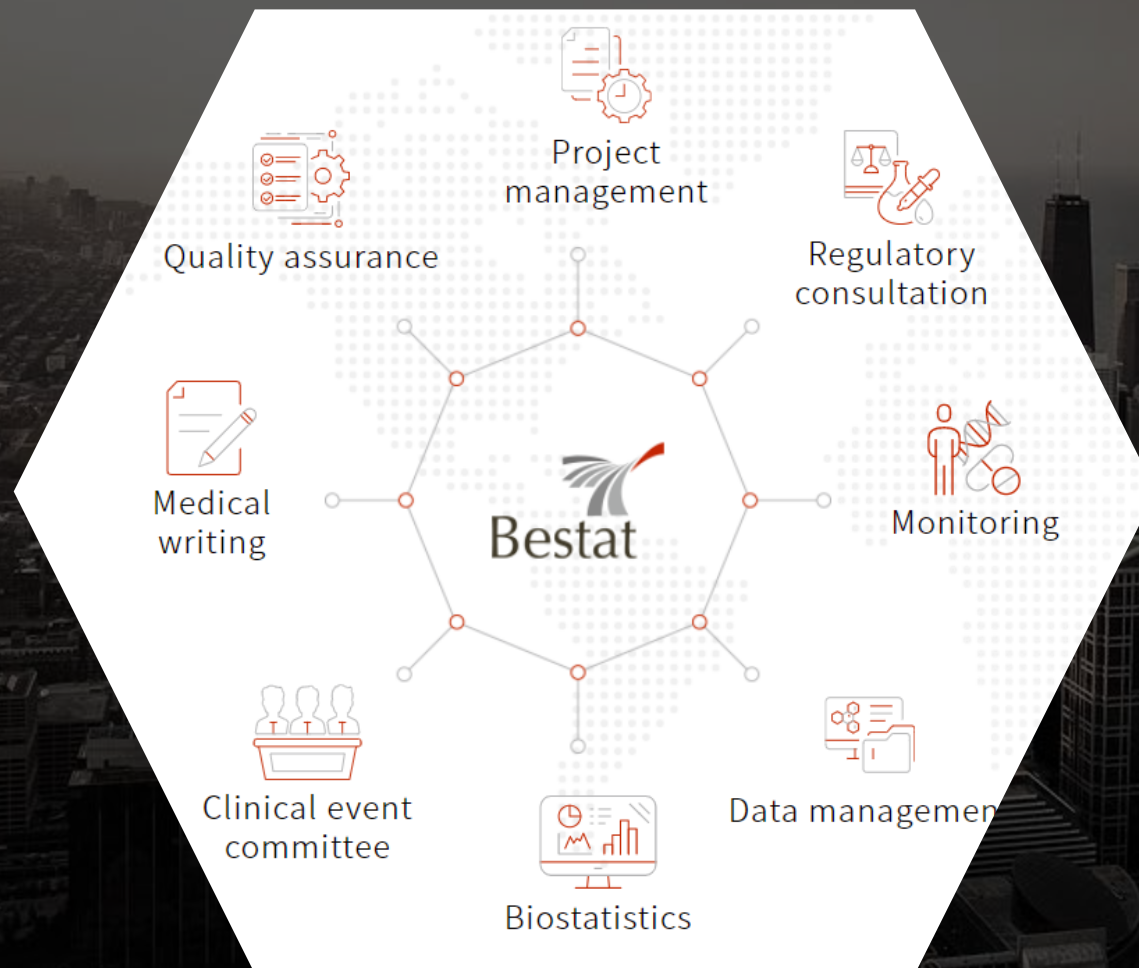 Project
management
Quality assurance
Regulatory
consultation
Medical
writing
Bestat
Monitoring
Clinical event
committee
Data managemen
Biostatistics